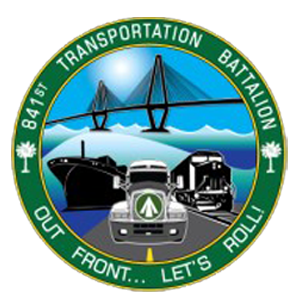 841ST TRANSPORTATION BATTALION
OUT FRONT... LET'S ROLL!